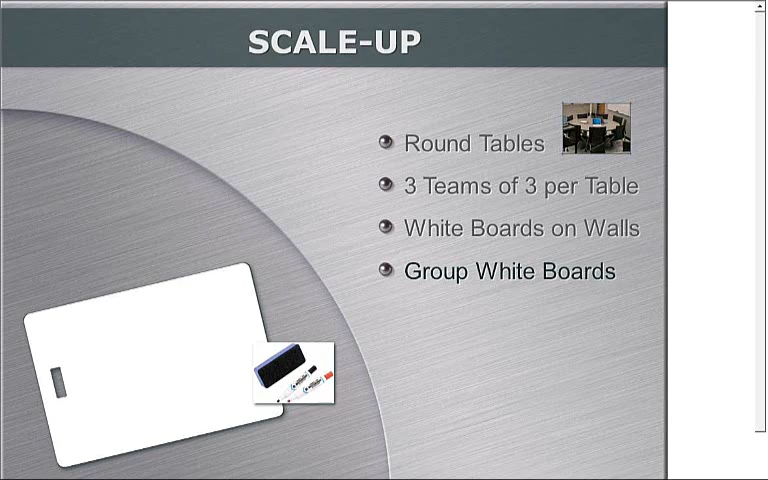 SCALE-UP
Round Tables
3 Teams of 3 per Table
White Boards on Walls
Group White Boards